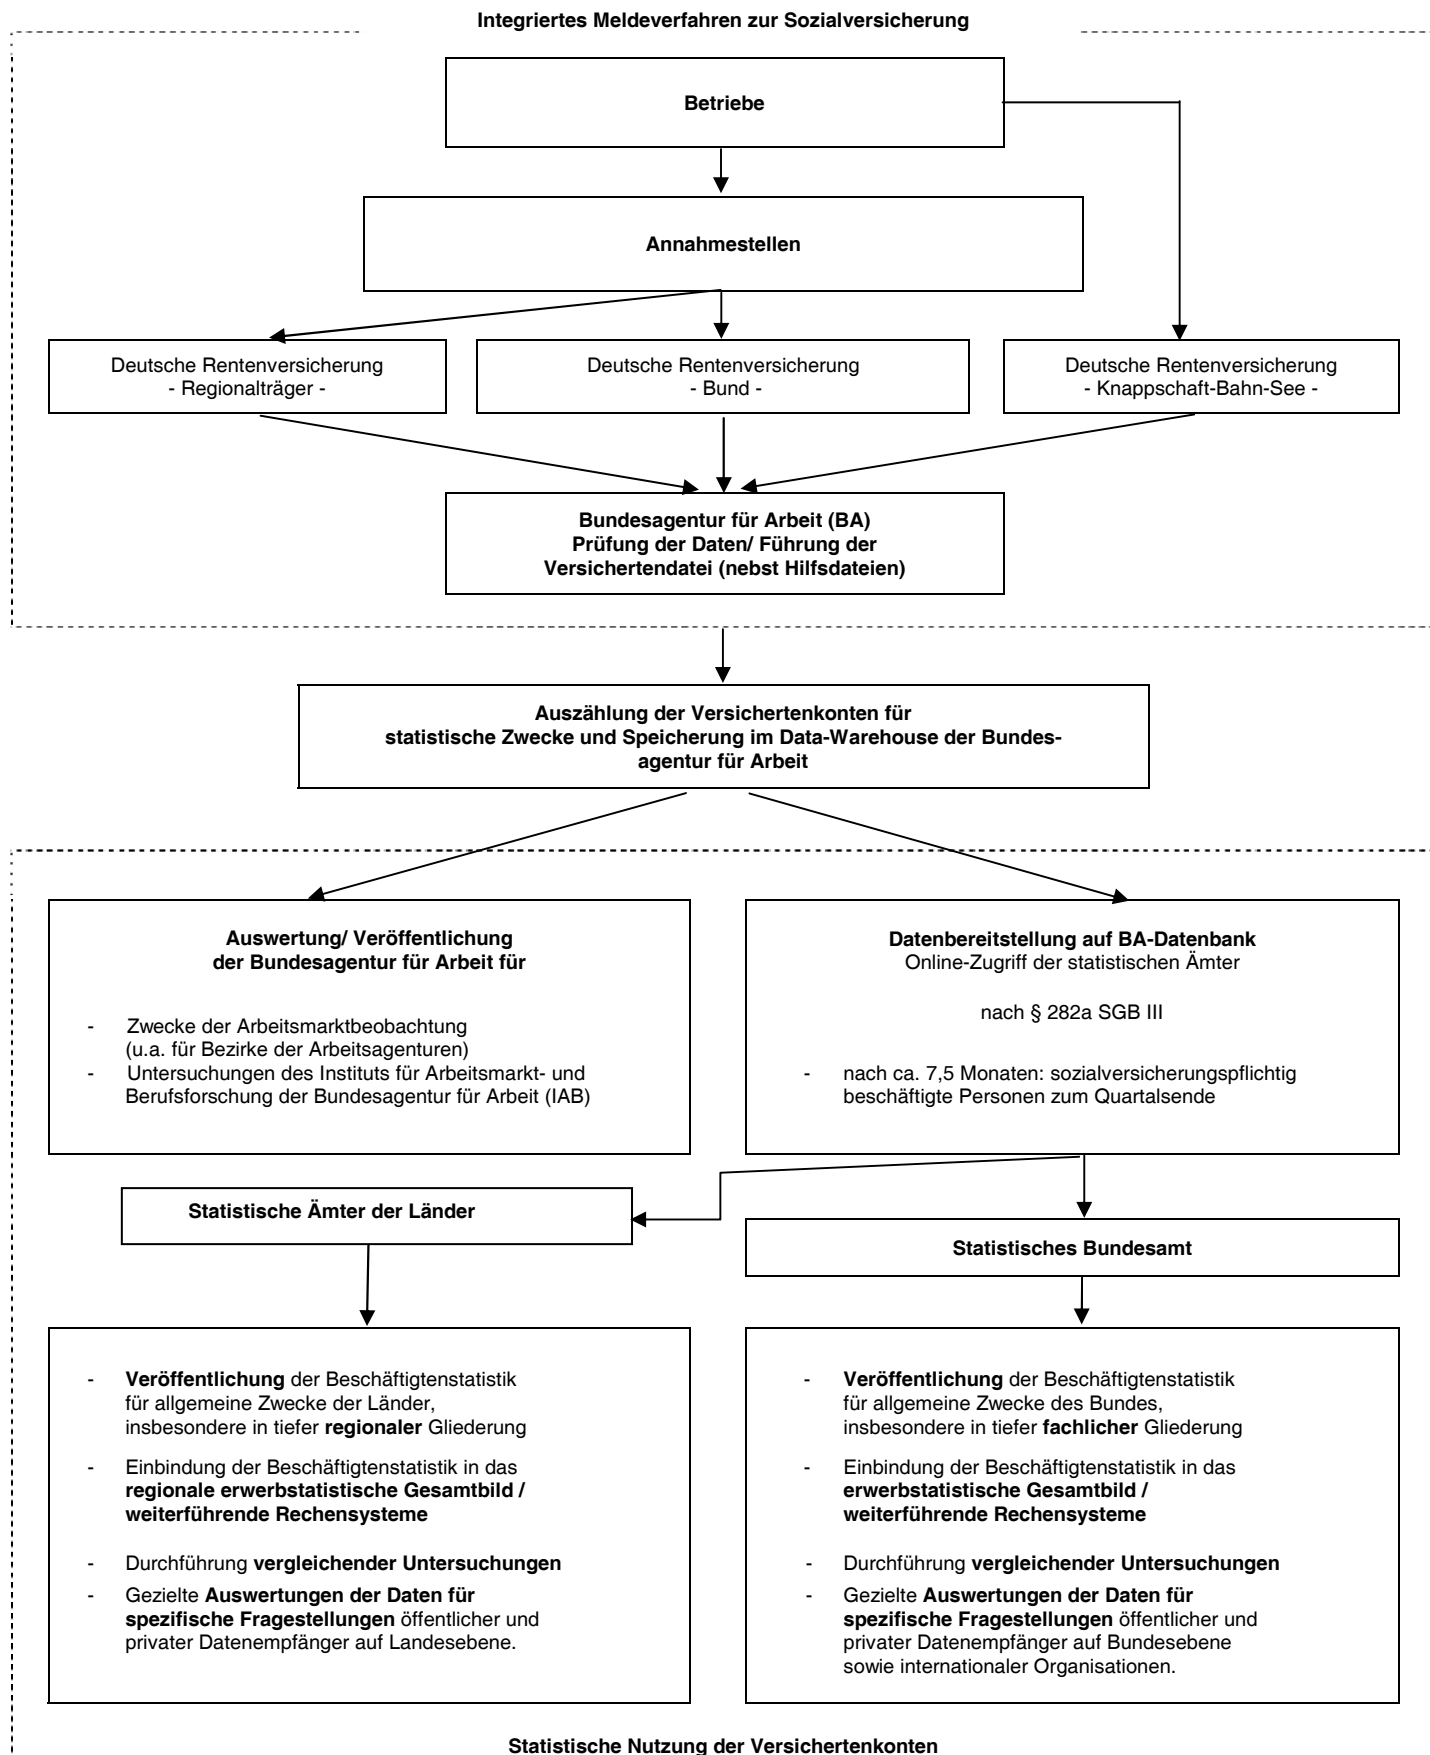 Integriertes Meldeverfahren zur Sozialversicherung
Betriebe
Annahmestellen
Deutsche Rentenversicherung
- Regionalträger -
Deutsche Rentenversicherung
- Bund -
Deutsche Rentenversicherung
- Knappschaft-Bahn-See -
Bundesagentur für Arbeit (BA)
Prüfung der Daten/ Führung der
Versichertendatei (nebst Hilfsdateien)
Auszählung der Versichertenkonten für
statistische Zwecke und Speicherung im Data-Warehouse der Bundes-
agentur für Arbeit
Auswertung/ Veröffentlichung
der Bundesagentur für Arbeit für
- Zwecke der Arbeitsmarktbeobachtung
(u.a. für Bezirke der Arbeitsagenturen)
- Untersuchungen des Instituts für Arbeitsmarkt- und
Berufsforschung der Bundesagentur für Arbeit (IAB)
Datenbereitstellung auf BA-Datenbank
Online-Zugriff der statistischen Ämter
nach § 282a SGB III
- nach ca. 7,5 Monaten: sozialversicherungspflichtig
beschäftigte Personen zum Quartalsende
Statistische Ämter der Länder
Statistisches Bundesamt
- Veröffentlichung der Beschäftigtenstatistik
für allgemeine Zwecke der Länder,
insbesondere in tiefer regionaler Gliederung
- Einbindung der Beschäftigtenstatistik in das
regionale erwerbstatistische Gesamtbild /
weiterführende Rechensysteme
- Durchführung vergleichender Untersuchungen
- Gezielte Auswertungen der Daten für
spezifische Fragestellungen öffentlicher und
privater Datenempfänger auf Landesebene.
- Veröffentlichung der Beschäftigtenstatistik
für allgemeine Zwecke des Bundes,
insbesondere in tiefer fachlicher Gliederung
- Einbindung der Beschäftigtenstatistik in das
erwerbstatistische Gesamtbild /
weiterführende Rechensysteme
- Durchführung vergleichender Untersuchungen
- Gezielte Auswertungen der Daten für
spezifische Fragestellungen öffentlicher und
privater Datenempfänger auf Bundesebene
sowie internationaler Organisationen.
Statistische Nutzung der Versichertenkonten